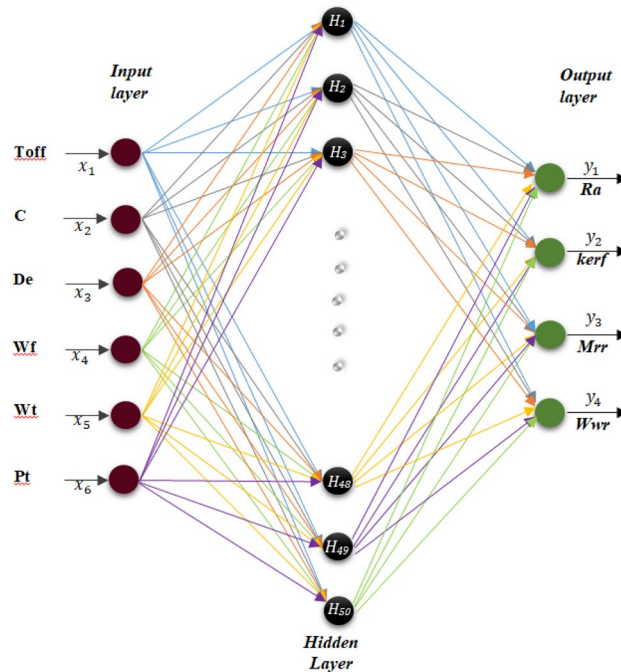 H1
Input
layer
H2
Output
layer
Toff
x1
H3
y1
Ra
C
x2
y2
kerf
De
x3
y3
Mrr
Wf
x4
y4
Wwr
Wt
x5
Pt
x6
H48
H49
H50
Hidden
Layer